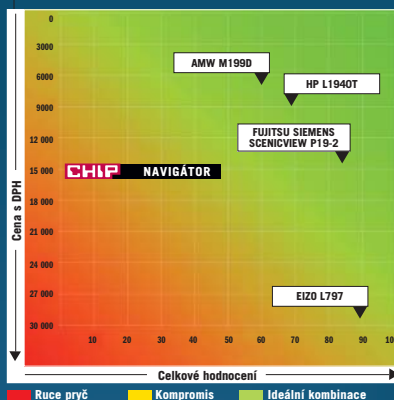 0
3000
6000
9000
12 000
15 000
18 000
21 000
24 000
27 000
30 000
Cena s DPH
AMW M199D
HP L1940T
FUJITSU SIEMENS
SCENICVIEW P19-2
CHIP NAVIGÁTOR
EIZO L797
10 20 30 40 50 60 70 80 90 100
Celkové hodnocení
Ruce pryč Kompromis Ideální kombinace